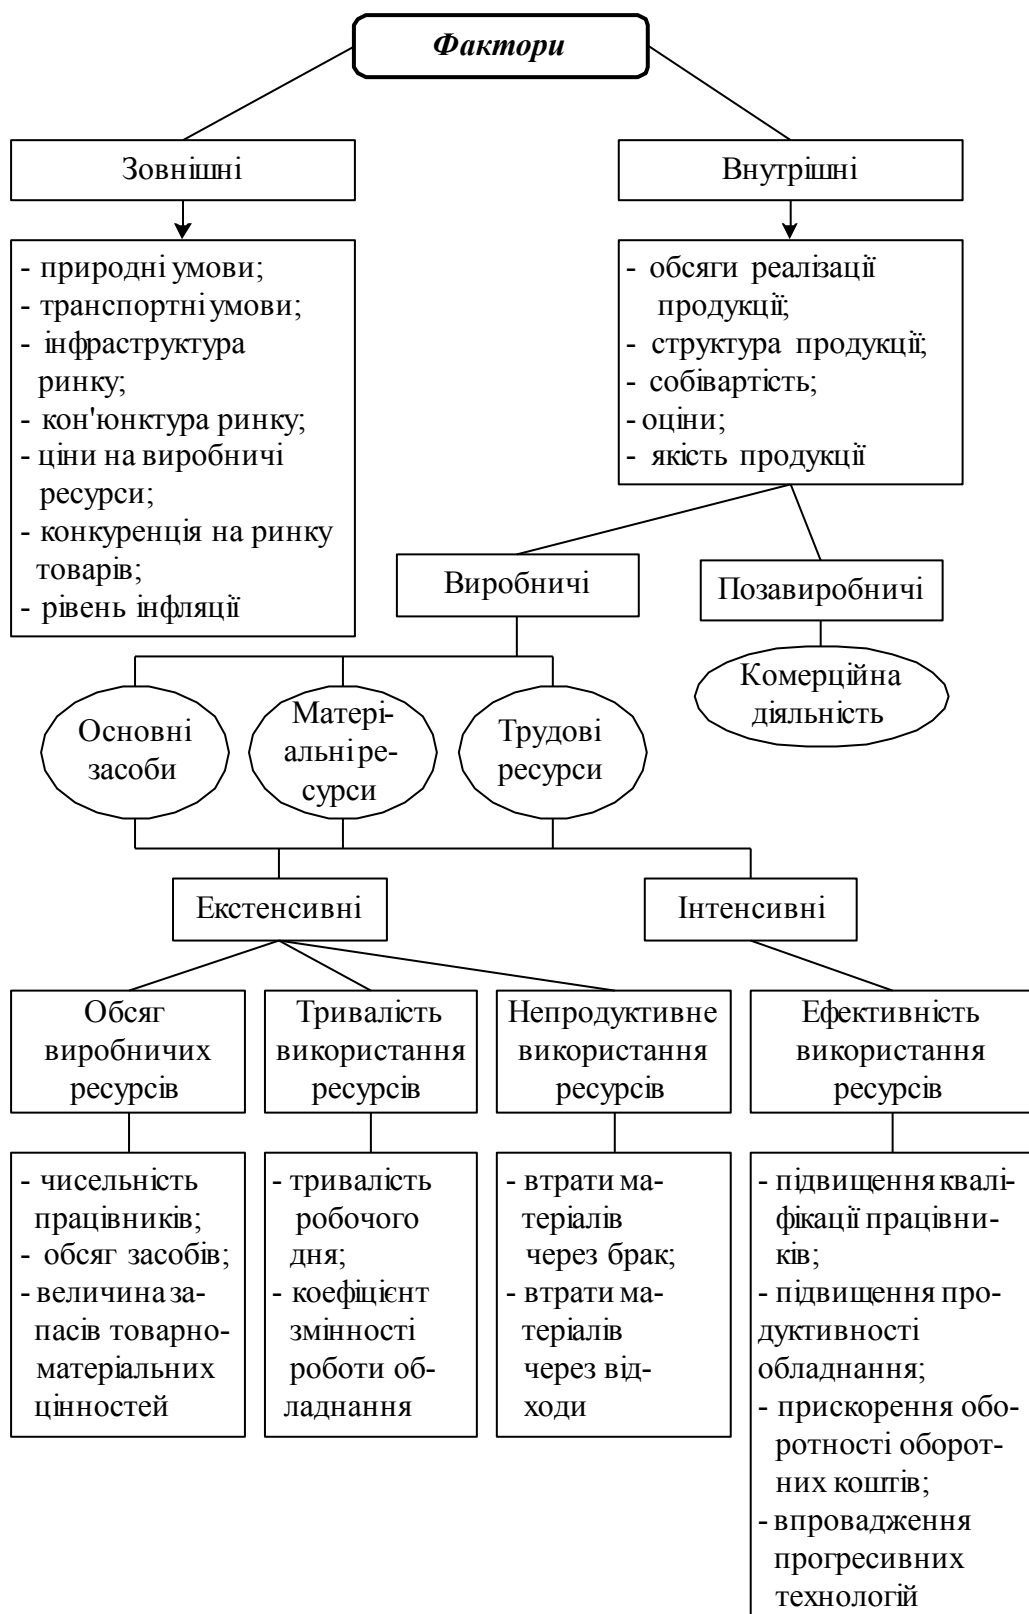 Фактори
Зовнішні
Внутрішні
- природні умови;
- транспортні умови;
- інфраструктура
ринку;
- кон'юнктура ринку;
- ціни на виробничі
ресурси;
- конкуренція на ринку
товарів;
- рівень інфляції
- обсяги реалізації
продукції;
- структура продукції;
- собівартість;
- оціни;
- якість продукції
Виробничі
Позавиробничі
Комерційна
діяльність
Основні
засоби
Матері-
альні ре-
сурси
Трудові
ресурси
Екстенсивні
Інтенсивні
Обсяг
виробничих
ресурсів
Тривалість
використання
ресурсів
Непродуктивне
використання
ресурсів
Ефективність
використання
ресурсів
- чисельність
працівників;
- обсяг засобів;
- величина за-
пасів товарно-
матеріальних
цінностей
- тривалість
робочого
дня;
- коефіцієнт
змінності
роботи об-
ладнання
- втрати ма-
теріалів
через брак;
- втрати ма-
теріалів
через від-
ходи
- підвищення квалі-
фікації працівни-
ків;
- підвищення про-
дуктивності
обладнання;
- прискорення обо-
ротності оборот-
них коштів;
- впровадження
прогресивних
технологій